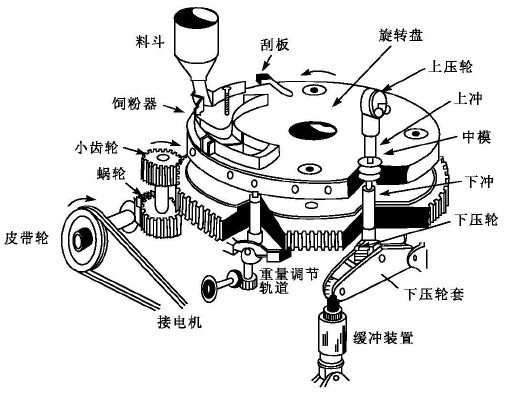 料斗
刮板
旋转盘
上压轮
饲粉器
上冲
中模
小齿轮
蜗轮
下冲
皮带轮
下压轮
重量调节
轨道
下压轮套
接电机
缓冲装置